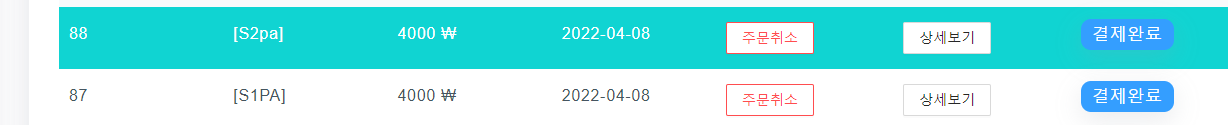 88 [S2pa] 4000 ₩ 2022-04-08 주문취소 상세보기 결제완료
87 [S1PA] 4000 ₩ 2022-04-08 주문취소 상세보기 결제완료